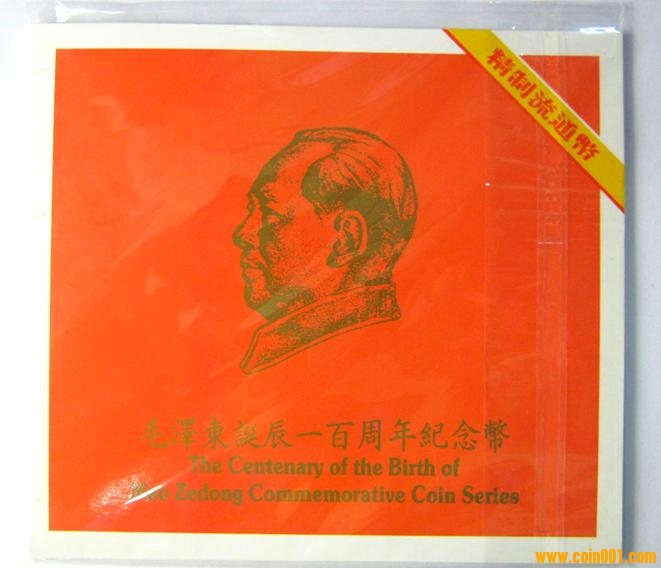 精制流通幣
毛澤東誕辰一百周年紀念幣
The Centenary of the Birth of
Mao Zedong Commemorative Coin Series
www.coin001.com